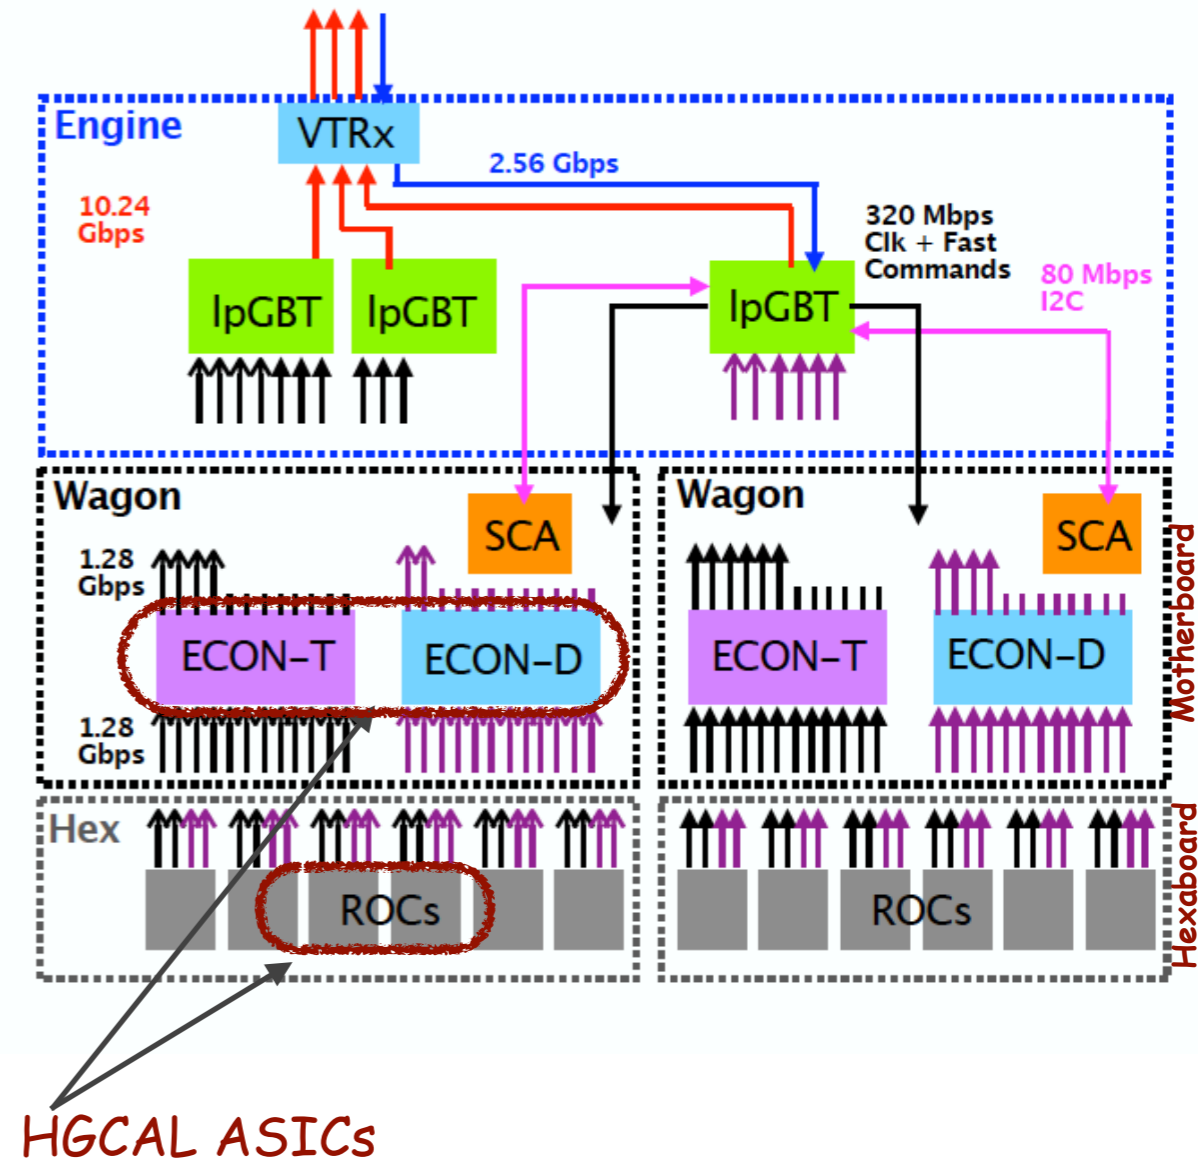 Engine
VTRx
2.56 Gbps
10.24
Gbps
320 Mbps
Clk + Fast
Commands
80 Mbps
I2C
lpGBT
lpGBT
lpGBT
Wagon
SCA
1.28
Gbps
ECON-T
ECON-D
1.28
Gbps
Wagon
SCA
ECON-T
ECON-D
Motherboard
Hex
ROCs
ROCs
Hexaboard
HGCAL ASICs